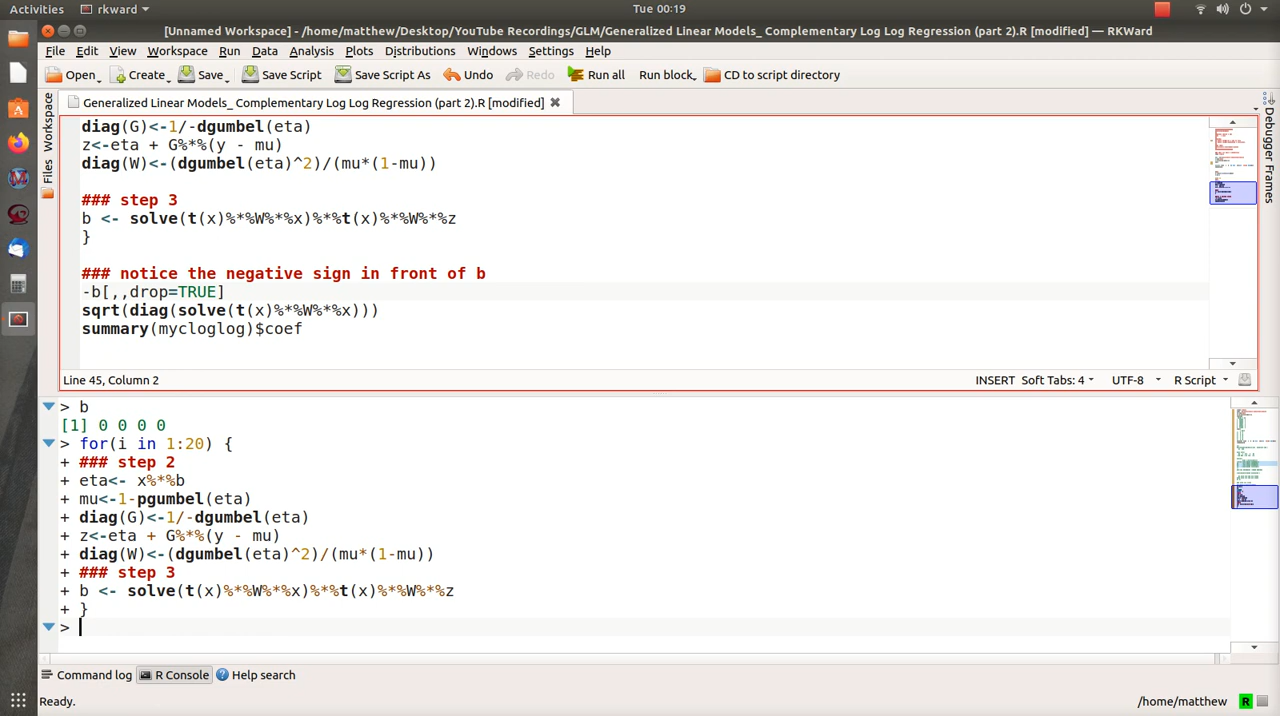 Activities rkward Tue 00:19
[Unnamed Workspace] - /home/matthew/Desktop/YouTube Recordings/GLM/Generalized Linear Models_ Complementary Log Log Regression (part 2).R [modified] — RKWard
File Edit View Workspace Run Data Analysis Plots Distributions Windows Settings Help
Open Create Save Save Script Save Script As Undo Redo Run all Run block CD to script directory
Generalized Linear Models_ Complementary Log Log Regression (part 2).R [modified]
Workspace
Files
Debugger Frames
diag(G)<-1/-dgumbel(eta)
z<-eta + G%*%(y - mu)
diag(W)<-(dgumbel(eta)^2)/(mu*(1-mu))
### step 3
b <- solve(t(x)%*%W%*%x)%*%t(x)%*%W%*%z
}
### notice the negative sign in front of b
-b[,,drop=TRUE]
sqrt(diag(solve(t(x)%*%W%*%x)))
summary(mycloglog)$coef
Line 45, Column 2 INSERT Soft Tabs: 4 UTF-8 R Script
> b
[1] 0 0 0 0
> for(i in 1:20) {
+ ### step 2
+ eta<- x%*%b
+ mu<-1-pgumbel(eta)
+ diag(G)<-1/-dgumbel(eta)
+ z<-eta + G%*%(y - mu)
+ diag(W)<-(dgumbel(eta)^2)/(mu*(1-mu))
+ ### step 3
+ b <- solve(t(x)%*%W%*%x)%*%t(x)%*%W%*%z
+ }
>
Command log R Console Help search
Ready. /home/matthew R